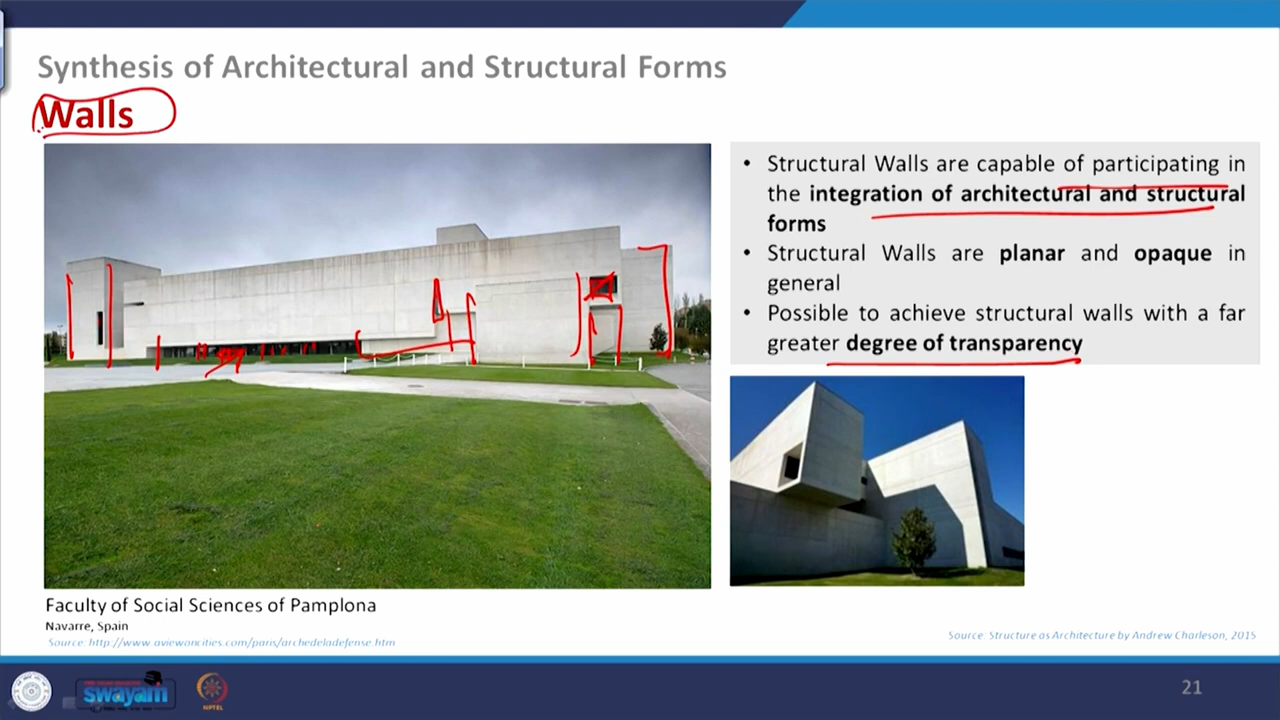 Synthesis of Architectural and Structural Forms
Walls
• Structural Walls are capable of participating in
the integration of architectural and structural
forms
• Structural Walls are planar and opaque in
general
• Possible to achieve structural walls with a far
greater degree of transparency
Faculty of Social Sciences of Pamplona
Navarre, Spain
Source: http://www.aviewoncities.com/paris/archedeladefense.htm
Source: Structure as Architecture by Andrew Charleson, 2015
swayam
NPTEL
21